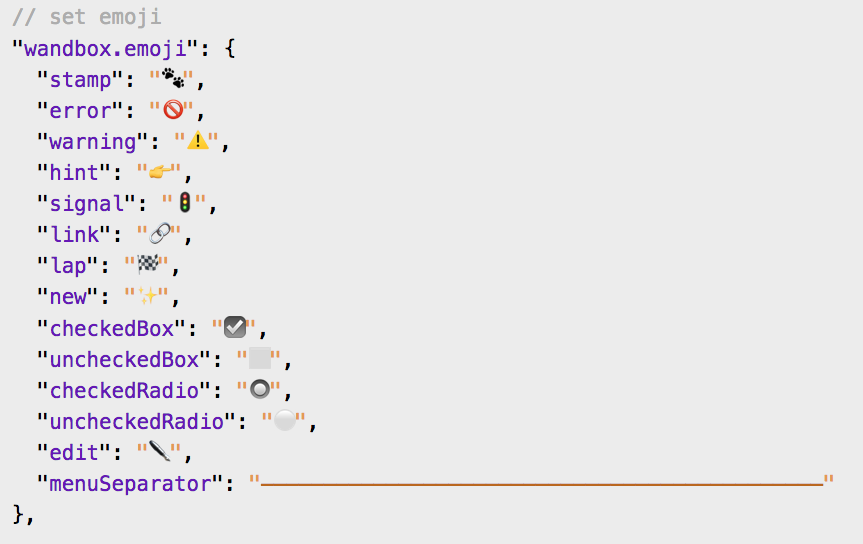 // set emoji
"wandbox.emoji": {
  "stamp": "🐾",
  "error": "🚫",
  "warning": "⚠️",
  "hint": "👉",
  "signal": "🚦",
  "link": "🔗",
  "lap": "🏁",
  "new": "✨",
  "checkedBox": "☑️",
  "uncheckedBox": "⬜️",
  "checkedRadio": "🔘",
  "uncheckedRadio": "⚪️",
  "edit": "✒️",
  "menuSeparator": "──────────────────────────────"
},